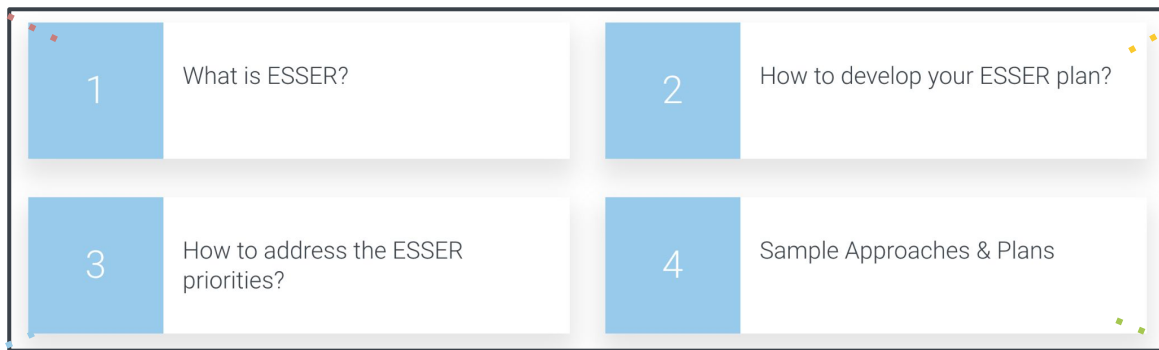 1
What is ESSER?
2
How to develop your ESSER plan?
3
How to address the ESSER
priorities?
4
Sample Approaches & Plans